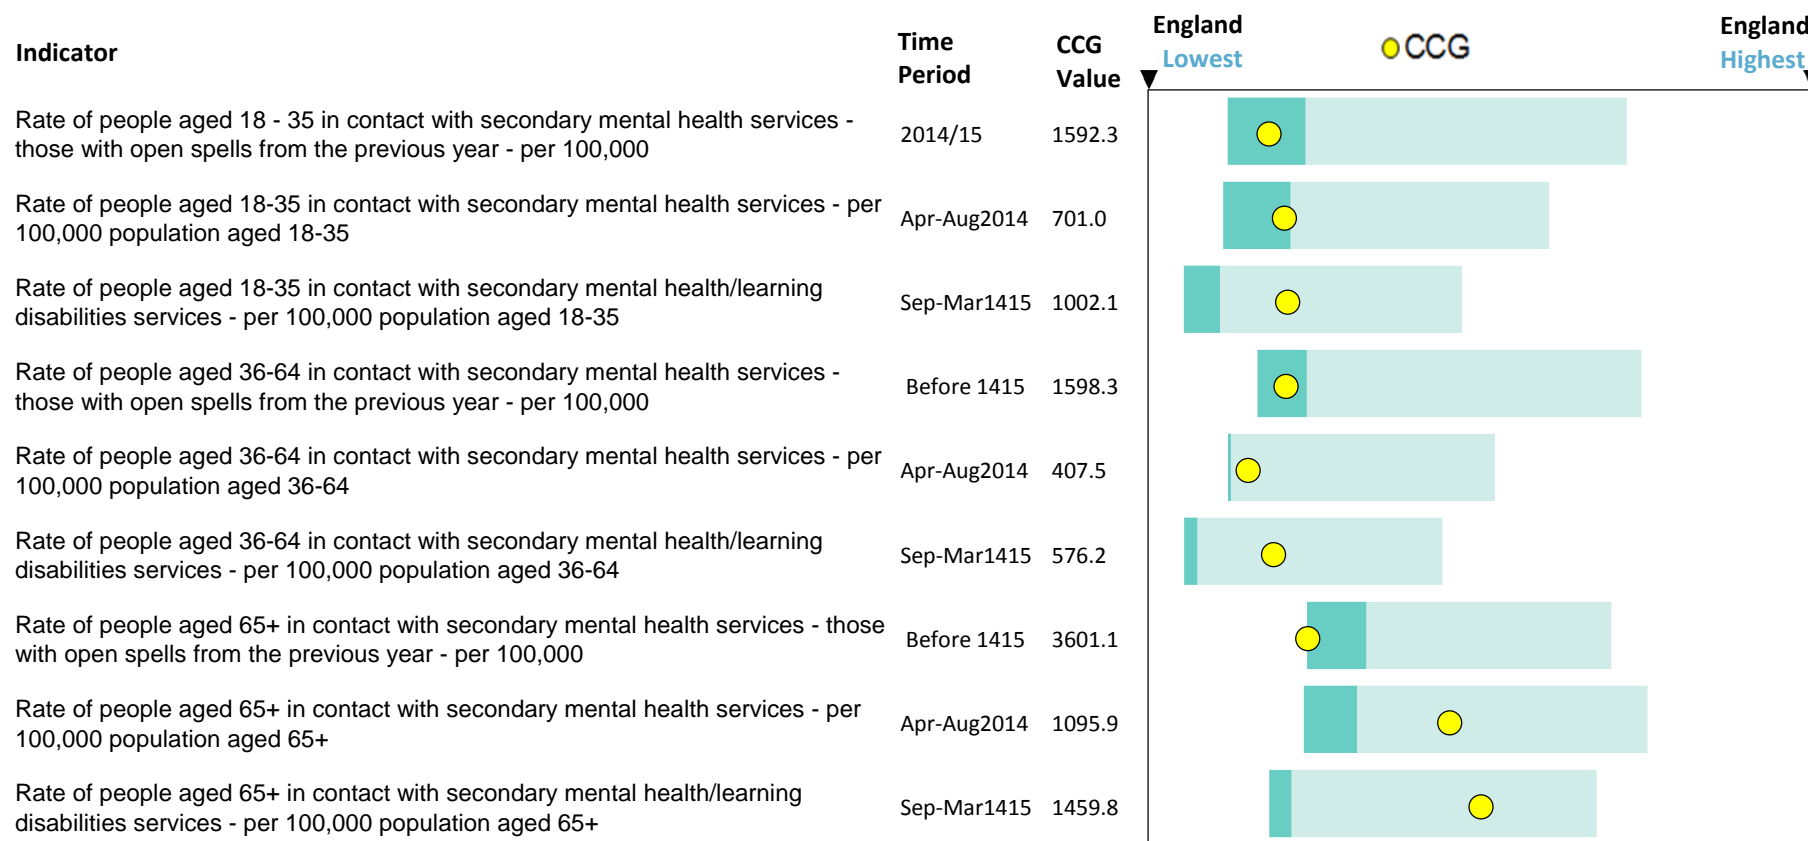 Indicator
Time
Period
CCG
Value
England
Lowest
CCG
England
Highest
Rate of people aged 18 - 35 in contact with secondary mental health services -
those with open spells from the previous year - per 100,000
2014/15
1592.3
Rate of people aged 18-35 in contact with secondary mental health services - per
100,000 population aged 18-35
Apr-Aug2014
701.0
Rate of people aged 18-35 in contact with secondary mental health/learning
disabilities services - per 100,000 population aged 18-35
Sep-Mar1415
1002.1
Rate of people aged 36-64 in contact with secondary mental health services -
those with open spells from the previous year - per 100,000
Before 1415
1598.3
Rate of people aged 36-64 in contact with secondary mental health services - per
100,000 population aged 36-64
Apr-Aug2014
407.5
Rate of people aged 36-64 in contact with secondary mental health/learning
disabilities services - per 100,000 population aged 36-64
Sep-Mar1415
576.2
Rate of people aged 65+ in contact with secondary mental health services - those
with open spells from the previous year - per 100,000
Before 1415
3601.1
Rate of people aged 65+ in contact with secondary mental health services - per
100,000 population aged 65+
Apr-Aug2014
1095.9
Rate of people aged 65+ in contact with secondary mental health/learning
disabilities services - per 100,000 population aged 65+
Sep-Mar1415
1459.8